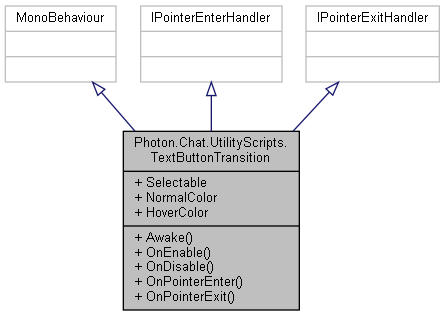 MonoBehaviour
IPointerEnterHandler
IPointerExitHandler
Photon.Chat.UtilityScripts.
TextButtonTransition
+ Selectable
+ NormalColor
+ HoverColor
+ Awake()
+ OnEnable()
+ OnDisable()
+ OnPointerEnter()
+ OnPointerExit()